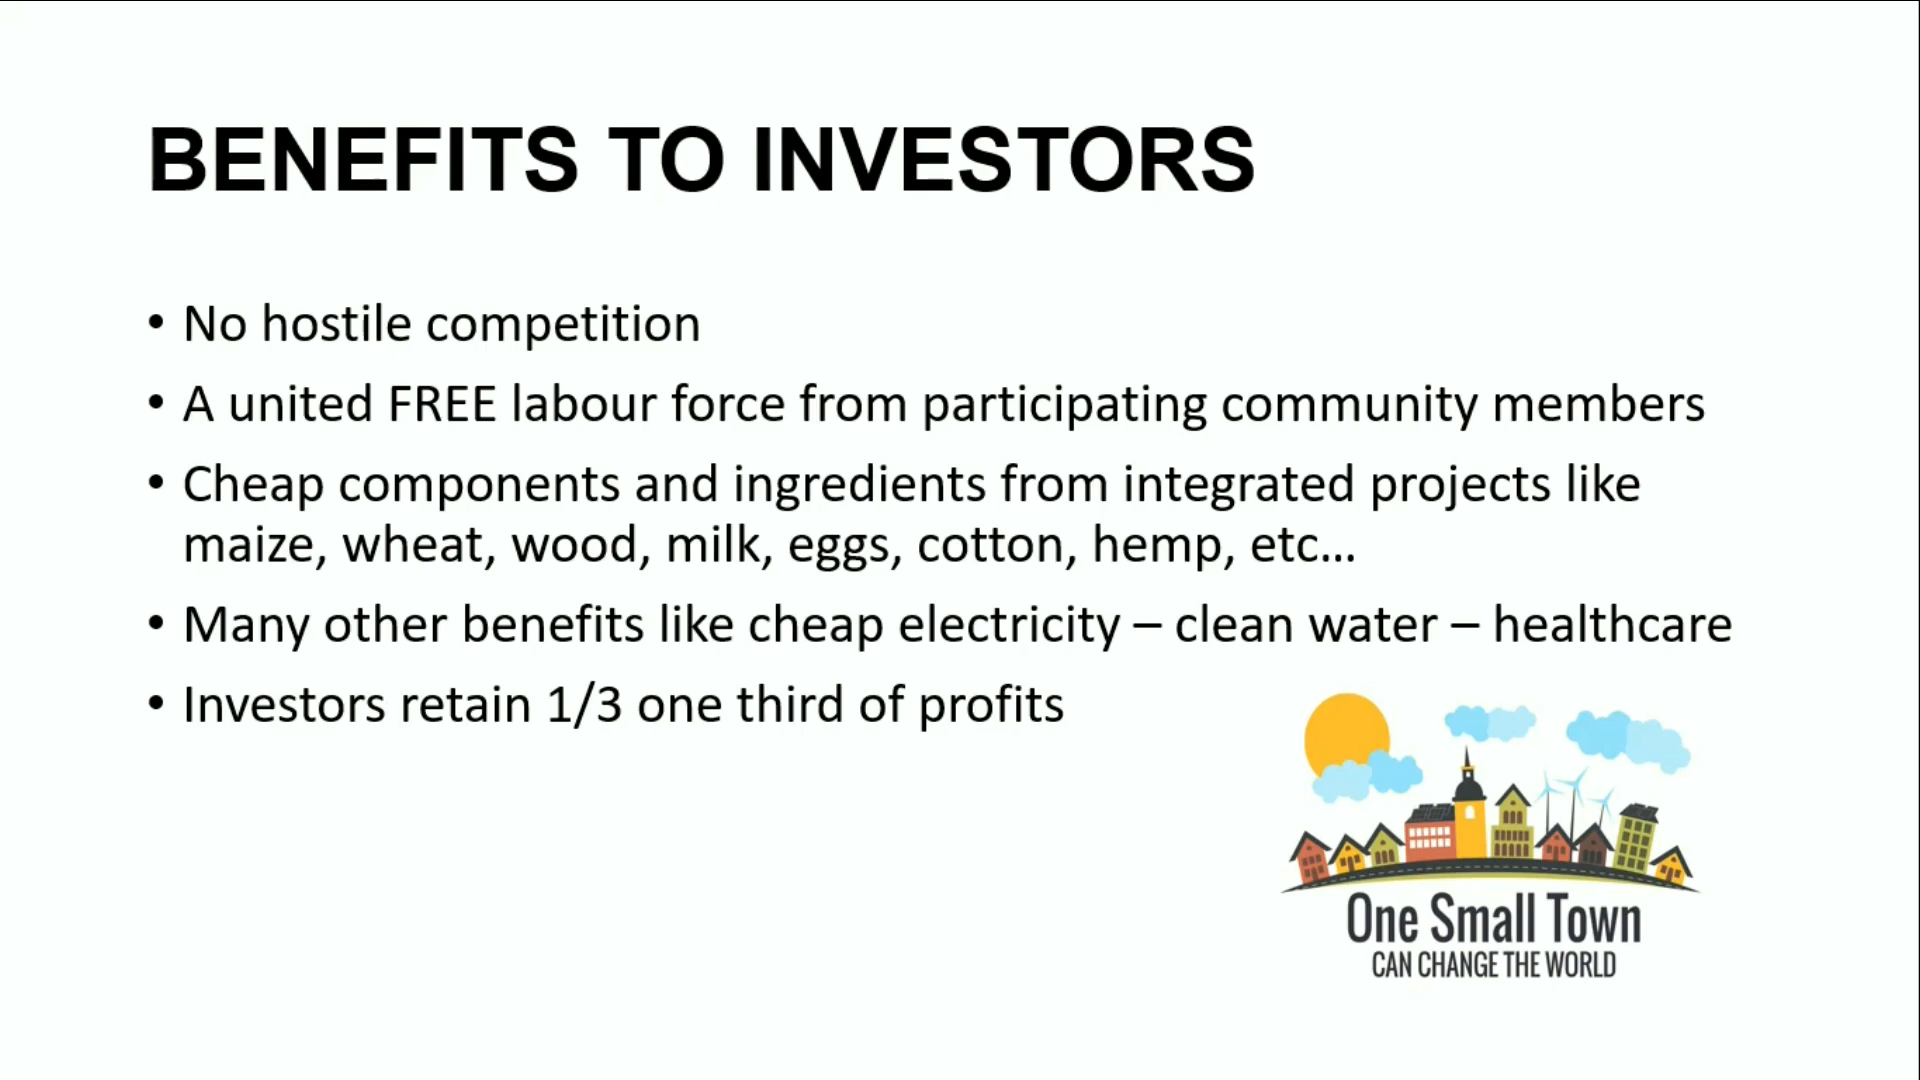 BENEFITS TO INVESTORS
• No hostile competition
• A united FREE labour force from participating community members
• Cheap components and ingredients from integrated projects like
maize, wheat, wood, milk, eggs, cotton, hemp, etc…
• Many other benefits like cheap electricity – clean water – healthcare
• Investors retain 1/3 one third of profits
One Small Town
CAN CHANGE THE WORLD